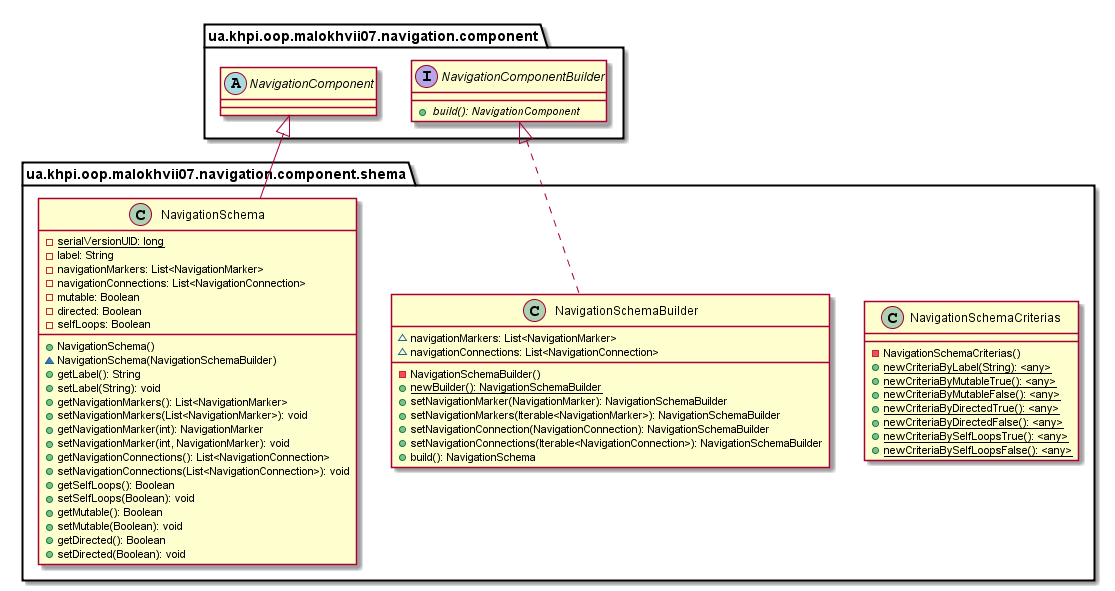 ua.khpi.oop.malokhvii07.navigation.component
A NavigationComponent
I NavigationComponentBuilder
build(): NavigationComponent
ua.khpi.oop.malokhvii07.navigation.component.shema
C NavigationSchema
serialVersionUID: long
label: String
navigationMarkers: List<NavigationMarker>
navigationConnections: List<NavigationConnection>
mutable: Boolean
directed: Boolean
selfLoops: Boolean
NavigationSchema()
NavigationSchema(NavigationSchemaBuilder)
getLabel(): String
setLabel(String): void
getNavigationMarkers(): List<NavigationMarker>
setNavigationMarkers(List<NavigationMarker>): void
getNavigationMarker(int): NavigationMarker
setNavigationMarker(int, NavigationMarker): void
getNavigationConnections(): List<NavigationConnection>
setNavigationConnections(List<NavigationConnection>): void
getSelfLoops(): Boolean
setSelfLoops(Boolean): void
getMutable(): Boolean
setMutable(Boolean): void
getDirected(): Boolean
setDirected(Boolean): void
C NavigationSchemaBuilder
navigationMarkers: List<NavigationMarker>
navigationConnections: List<NavigationConnection>
NavigationSchemaBuilder()
newBuilder(): NavigationSchemaBuilder
setNavigationMarker(NavigationMarker): NavigationSchemaBuilder
setNavigationMarkers(Iterable<NavigationMarker>): NavigationSchemaBuilder
setNavigationConnection(NavigationConnection): NavigationSchemaBuilder
setNavigationConnections(Iterable<NavigationConnection>): NavigationSchemaBuilder
build(): NavigationSchema
C NavigationSchemaCriterias
NavigationSchemaCriterias()
newCriteriaByLabel(String): <any>
newCriteriaByMutableTrue(): <any>
newCriteriaByMutableFalse(): <any>
newCriteriaByDirectedTrue(): <any>
newCriteriaByDirectedFalse(): <any>
newCriteriaBySelfLoopsTrue(): <any>
newCriteriaBySelfLoopsFalse(): <any>